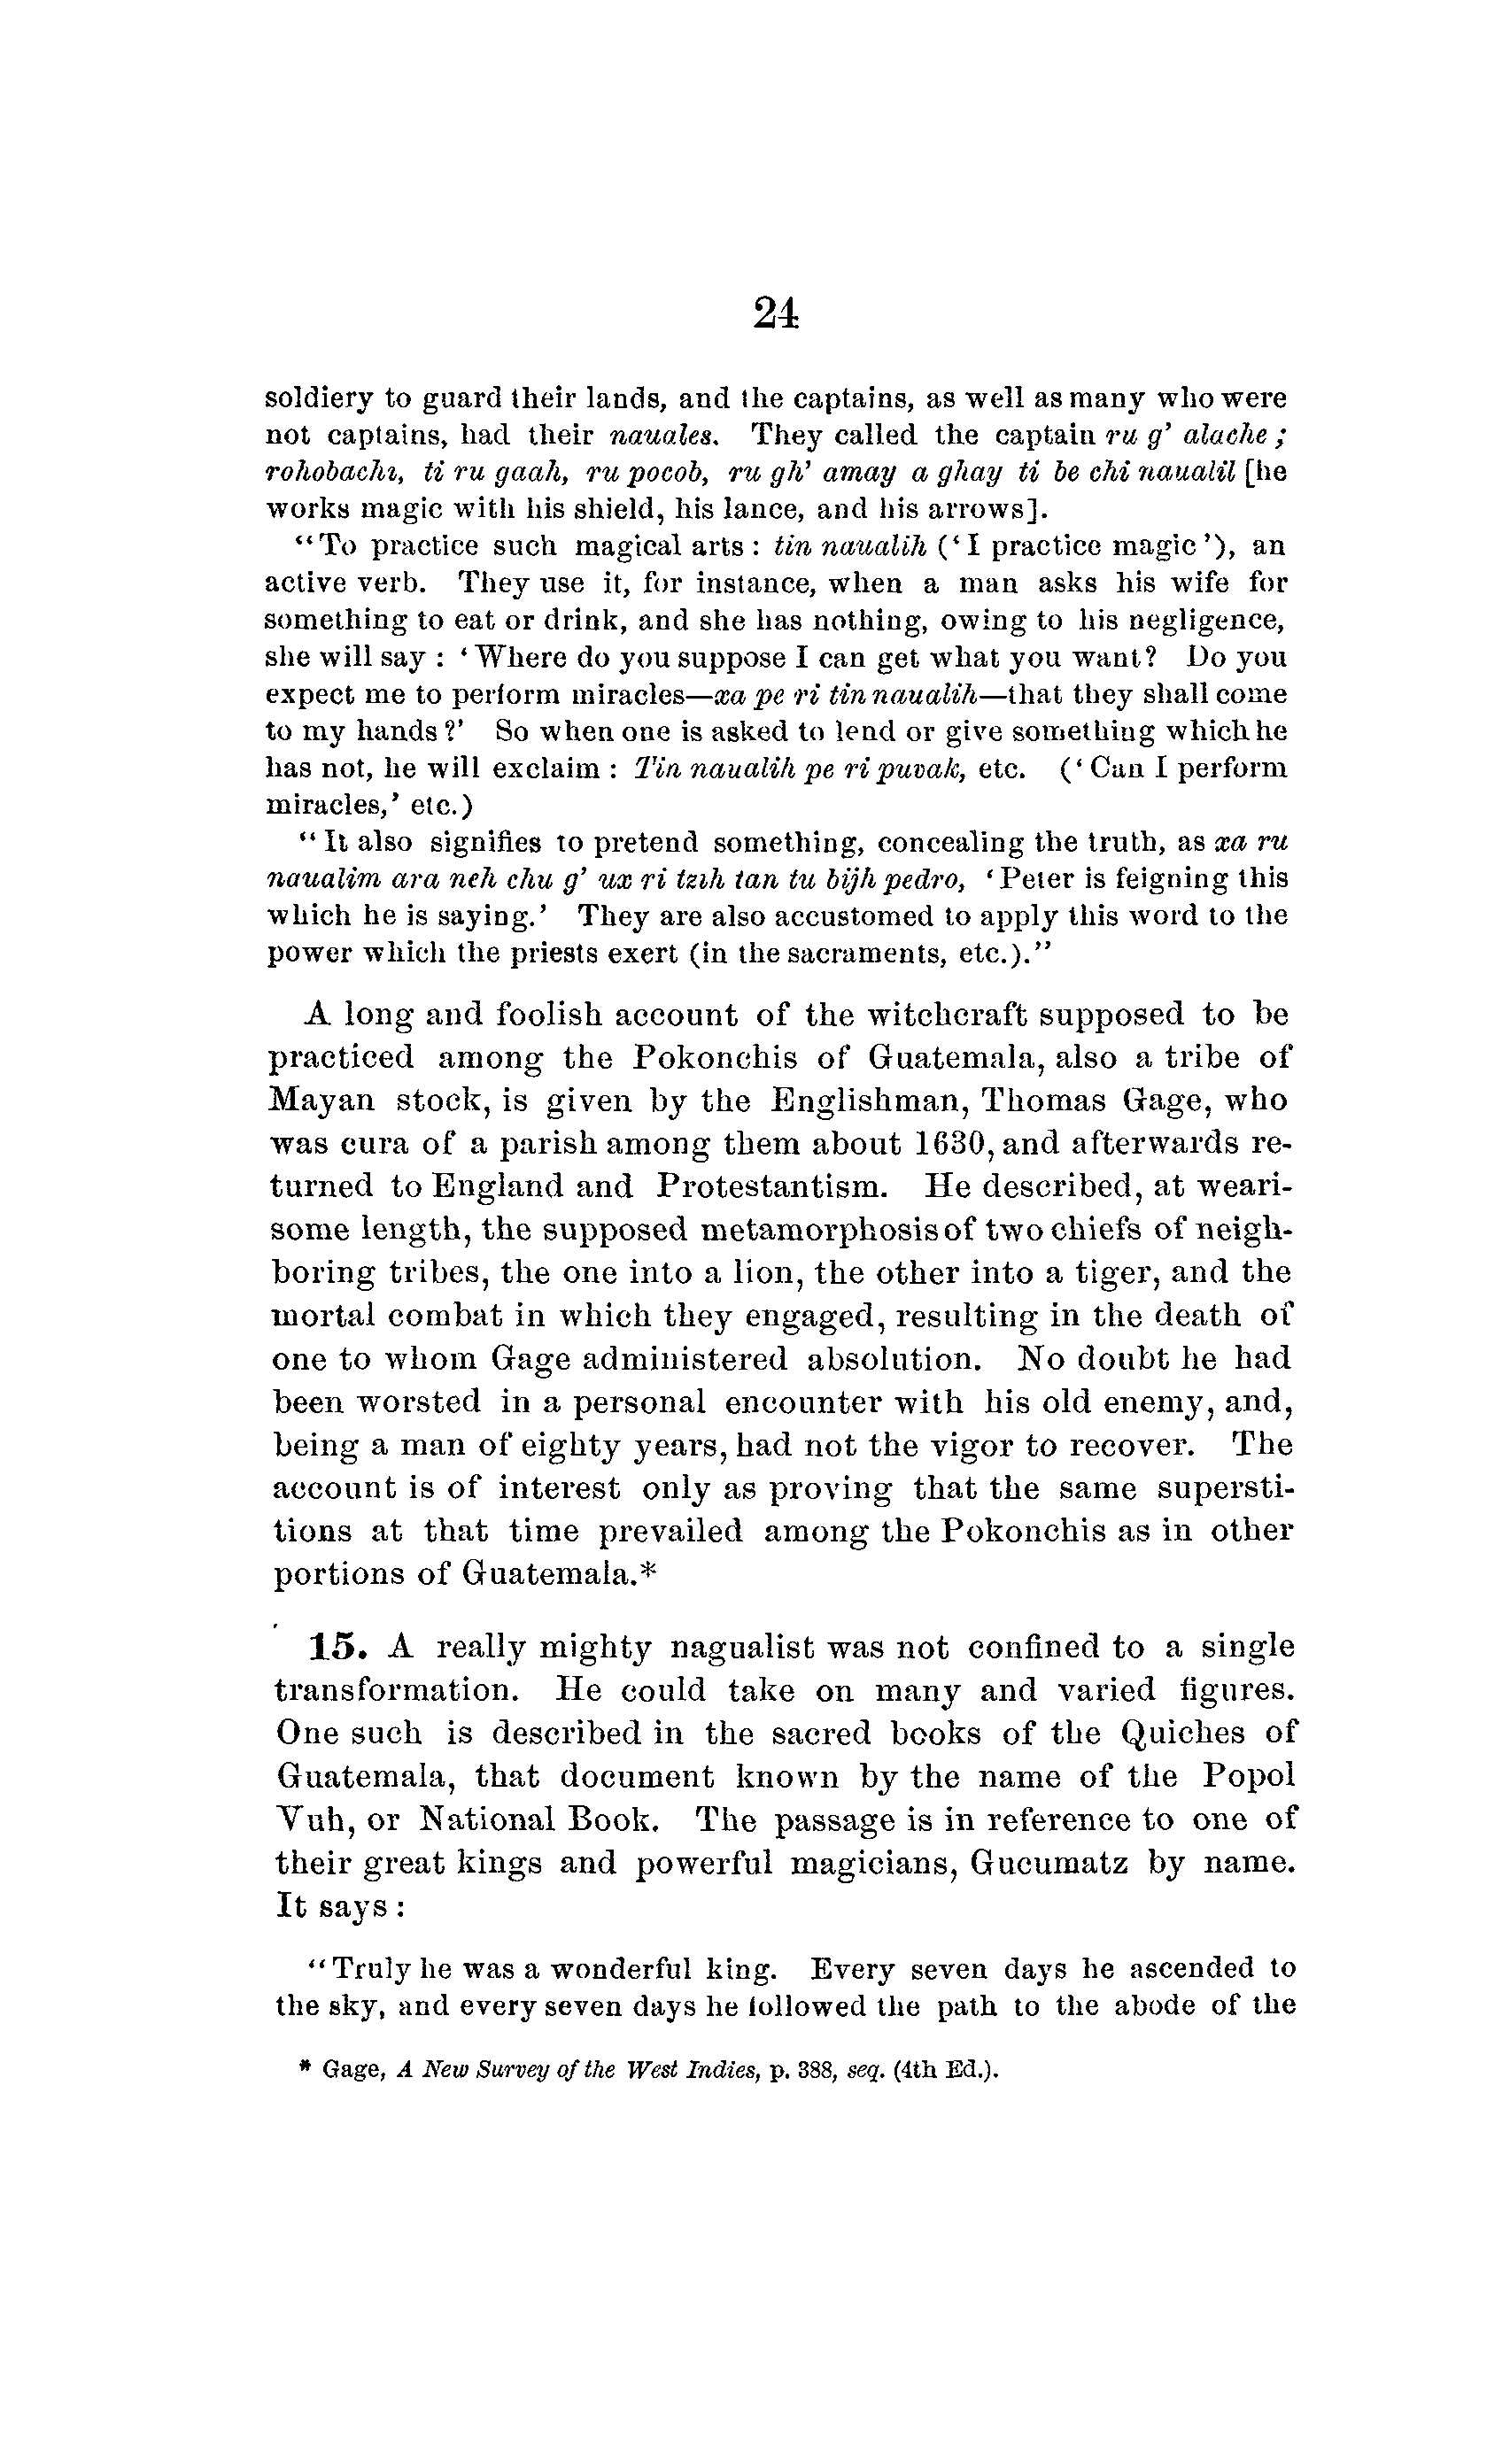 24
soldiery to guard their lands, and the captains, as well as many who were
not captains, had their nauales. They called the captain ru g' alache;
rohobachi, ti ru gaah, ru pocob, ru gh' amay a ghay ti be chi naualil [he
works magic with his shield, his lance, and his arrows].
"To practice such magical arts: tin naualih ('I practice magic'), an
active verb. They use it, for instance, when a man asks his wife for
something to eat or drink, and she has nothing, owing to his negligence,
she will say: 'Where do you suppose I can get what you want? Do you
expect me to perform miracles—xa pe ri tin naualih—that they shall come
to my hands?' So when one is asked to lend or give something which he
has not, he will exclaim: Tin naualih pe ri puvak, etc. ('Can I perform
miracles,' etc.)
"It also signifies to pretend something, concealing the truth, as xa ru
naualim ara neh chu g' ux ri tzih tan tu bijh pedro, 'Peter is feigning this
which he is saying.' They are also accustomed to apply this word to the
power which the priests exert (in the sacraments, etc.)."
A long and foolish account of the witchcraft supposed to be
practiced among the Pokonchis of Guatemala, also a tribe of
Mayan stock, is given by the Englishman, Thomas Gage, who
was cura of a parish among them about 1630, and afterwards re-
turned to England and Protestantism. He described, at weari-
some length, the supposed metamorphosis of two chiefs of neigh-
boring tribes, the one into a lion, the other into a tiger, and the
mortal combat in which they engaged, resulting in the death of
one to whom Gage administered absolution. No doubt he had
been worsted in a personal encounter with his old enemy, and,
being a man of eighty years, had not the vigor to recover. The
account is of interest only as proving that the same supersti-
tions at that time prevailed among the Pokonchis as in other
portions of Guatemala.*
15. A really mighty nagualist was not confined to a single
transformation. He could take on many and varied figures.
One such is described in the sacred books of the Quiches of
Guatemala, that document known by the name of the Popol
Vuh, or National Book. The passage is in reference to one of
their great kings and powerful magicians, Gucumatz by name.
It says:
"Truly he was a wonderful king. Every seven days he ascended to
the sky, and every seven days he followed the path to the abode of the
* Gage, A New Survey of the West Indies, p. 388, seq. (4th Ed.).